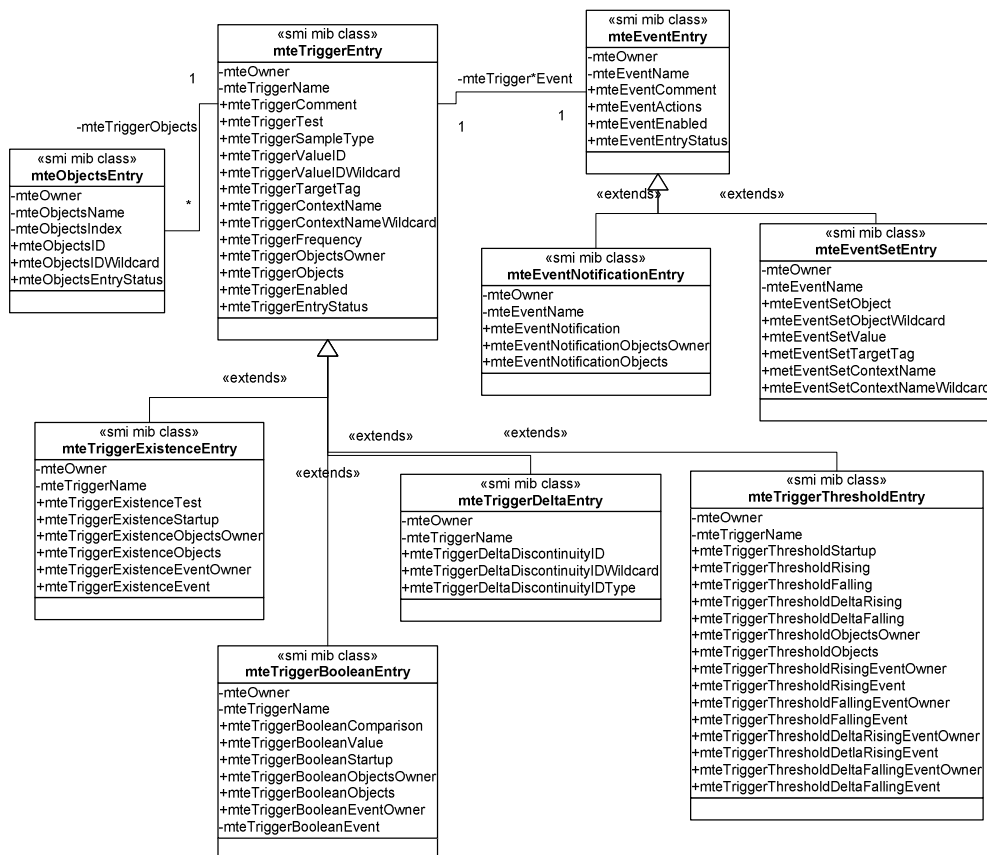 «smi mib class»
mteTriggerEntry
-mteOwner
-mteTriggerName
+mteTriggerComment
+mteTriggerTest
+mteTriggerSampleType
+mteTriggerValueID
+mteTriggerValueIDWildcard
+mteTriggerTargetTag
+mteTriggerContextName
+mteTriggerContextNameWildcard
+mteTriggerFrequency
+mteTriggerObjectsOwner
+mteTriggerObjects
+mteTriggerEnabled
+mteTriggerEntryStatus
«smi mib class»
mteEventEntry
-mteOwner
-mteEventName
+mteEventComment
+mteEventActions
+mteEventEnabled
+mteEventEntryStatus
-mteTrigger*Event
1
1
1
-mteTriggerObjects
*
«smi mib class»
mteObjectsEntry
-mteOwner
-mteObjectsName
-mteObjectsIndex
+mteObjectsID
+mteObjectsIDWildcard
+mteObjectsEntryStatus
«extends»
«extends»
«smi mib class»
mteEventNotificationEntry
-mteOwner
-mteEventName
+mteEventNotification
+mteEventNotificationObjectsOwner
+mteEventNotificationObjects
«smi mib class»
mteEventSetEntry
-mteOwner
-mteEventName
+mteEventSetObject
+mteEventSetObjectWildcard
+mteEventSetValue
+metEventSetTargetTag
+metEventSetContextName
+mteEventSetContextNameWildcard
«extends»
«extends»
«extends»
«extends»
«smi mib class»
mteTriggerExistenceEntry
-mteOwner
-mteTriggerName
+mteTriggerExistenceTest
+mteTriggerExistenceStartup
+mteTriggerExistenceObjectsOwner
+mteTriggerExistenceObjects
+mteTriggerExistenceEventOwner
+mteTriggerExistenceEvent
«smi mib class»
mteTriggerDeltaEntry
-mteOwner
-mteTriggerName
+mteTriggerDeltaDiscontinuityID
+mteTriggerDeltaDiscontinuityIDWildcard
+mteTriggerDeltaDiscontinuityIDType
«smi mib class»
mteTriggerThresholdEntry
-mteOwner
-mteTriggerName
+mteTriggerThresholdStartup
+mteTriggerThresholdRising
+mteTriggerThresholdFalling
+mteTriggerThresholdDeltaRising
+mteTriggerThresholdDeltaFalling
+mteTriggerThresholdObjectsOwner
+mteTriggerThresholdObjects
+mteTriggerThresholdRisingEventOwner
+mteTriggerThresholdRisingEvent
+mteTriggerThresholdFallingEventOwner
+mteTriggerThresholdFallingEvent
+mteTriggerThresholdDeltaRisingEventOwner
+mteTriggerThresholdDetlaRisingEvent
+mteTriggerThresholdDeltaFallingEventOwner
+mteTriggerThresholdDeltaFallingEvent
«smi mib class»
mteTriggerBooleanEntry
-mteOwner
-mteTriggerName
+mteTriggerBooleanComparison
+mteTriggerBooleanValue
+mteTriggerBooleanStartup
+mteTriggerBooleanObjectsOwner
+mteTriggerBooleanObjects
+mteTriggerBooleanEventOwner
-mteTriggerBooleanEvent